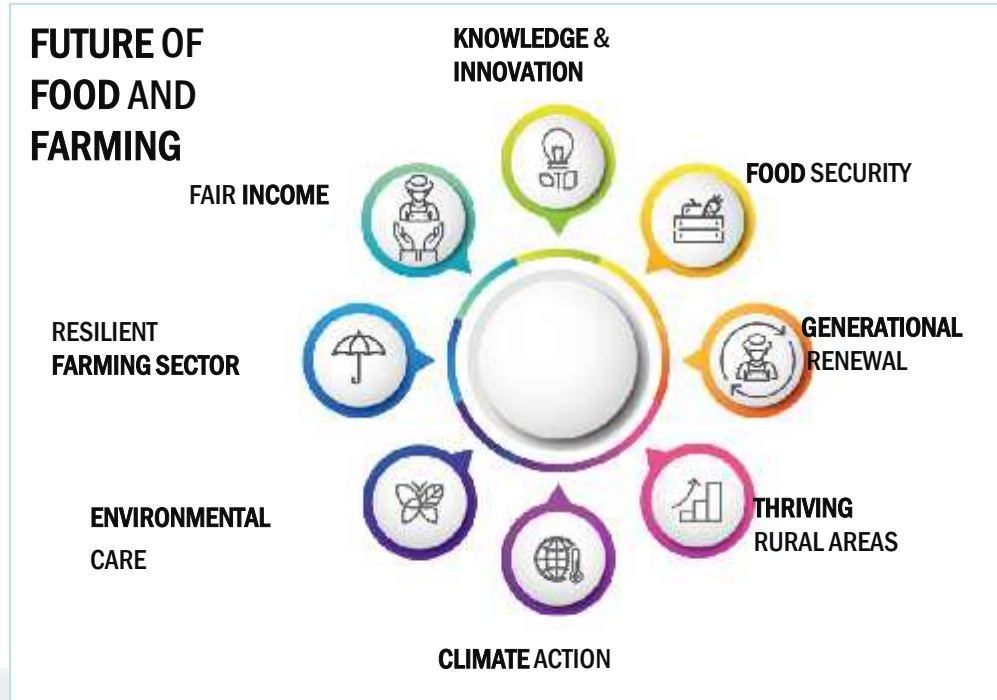 FUTURE OF
FOOD AND
FARMING
KNOWLEDGE &
INNOVATION
FOOD SECURITY
GENERATIONAL
RENEWAL
THRIVING
RURAL AREAS
CLIMATE ACTION
ENVIRONMENTAL
CARE
RESILIENT
FARMING SECTOR
FAIR INCOME